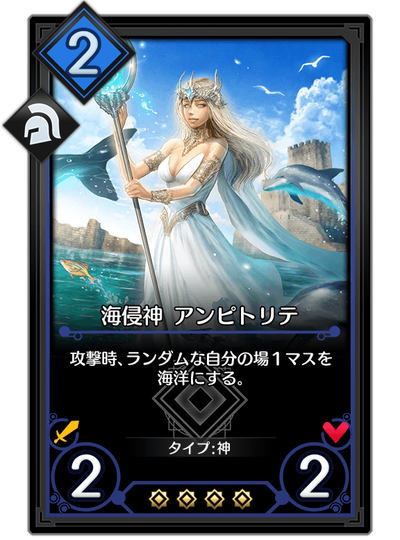 2
海侵神 アンピトリテ
攻撃時、ランダムな自分の場1マスを
海洋にする。
タイプ:神
2 2